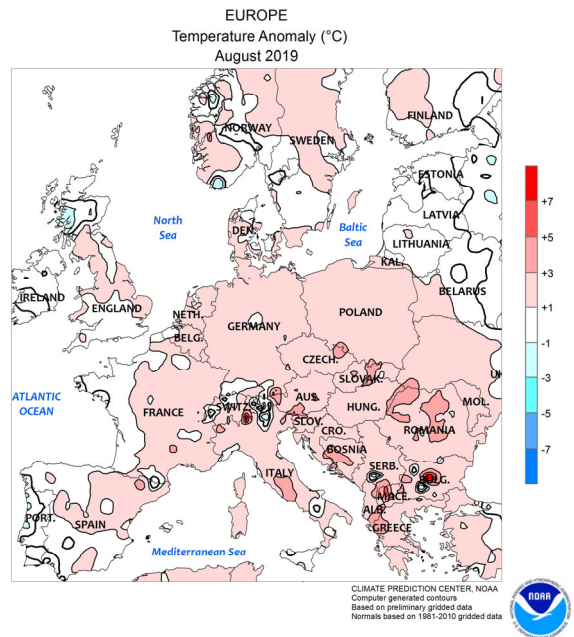 EUROPE
Temperature Anomaly (°C)
August 2019
NORWAY
FINLAND
SWEDEN
ESTONIA
North
Sea
DEN.
Baltic
Sea
LATVIA
LITHUANIA
KAL.
IRELAND
ENGLAND
BELARUS
NETH.
BELG.
GERMANY
POLAND
CZECH.
SLOVAK.
UK
ATLANTIC
OCEAN
FRANCE
SWITZ.
AUS.
HUNG.
MOL.
SLOV.
CRO.
ROMANIA
BOSNIA
ITALY
SERB.
BULG.
PORT.
SPAIN
MACE.
ALB.
GREECE
Mediterranean Sea
+7
+5
+3
+1
-1
-3
-5
-7
CLIMATE PREDICTION CENTER, NOAA
Computer generated contours
Based on preliminary gridded data
Normals based on 1981-2010 gridded data
NOAA